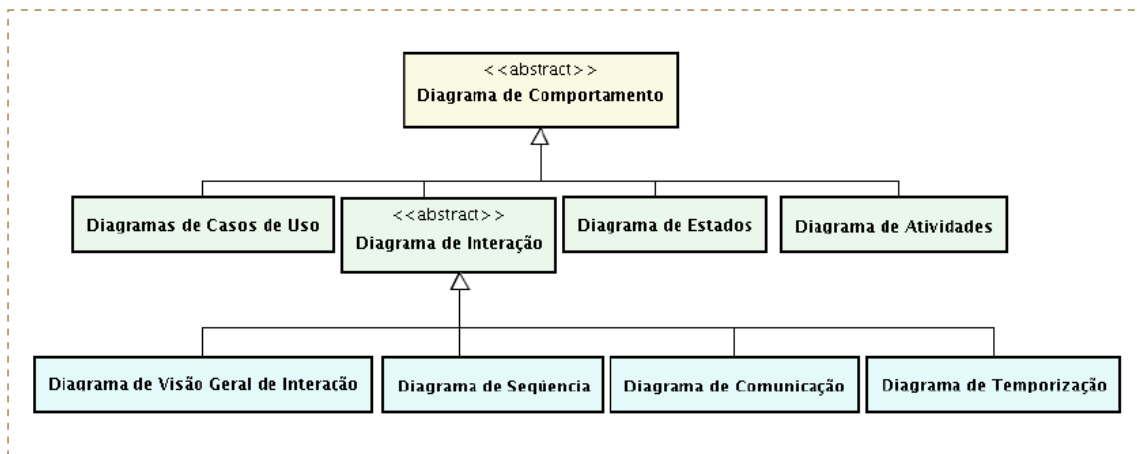 <<abstract>>
Diagrama de Comportamento
Diagramas de Casos de Uso
<<abstract>>
Diagrama de Interação
Diagrama de Estados
Diagrama de Atividades
Diagrama de Visão Geral de Interação
Diagrama de Seqüencia
Diagrama de Comunicação
Diagrama de Temporização